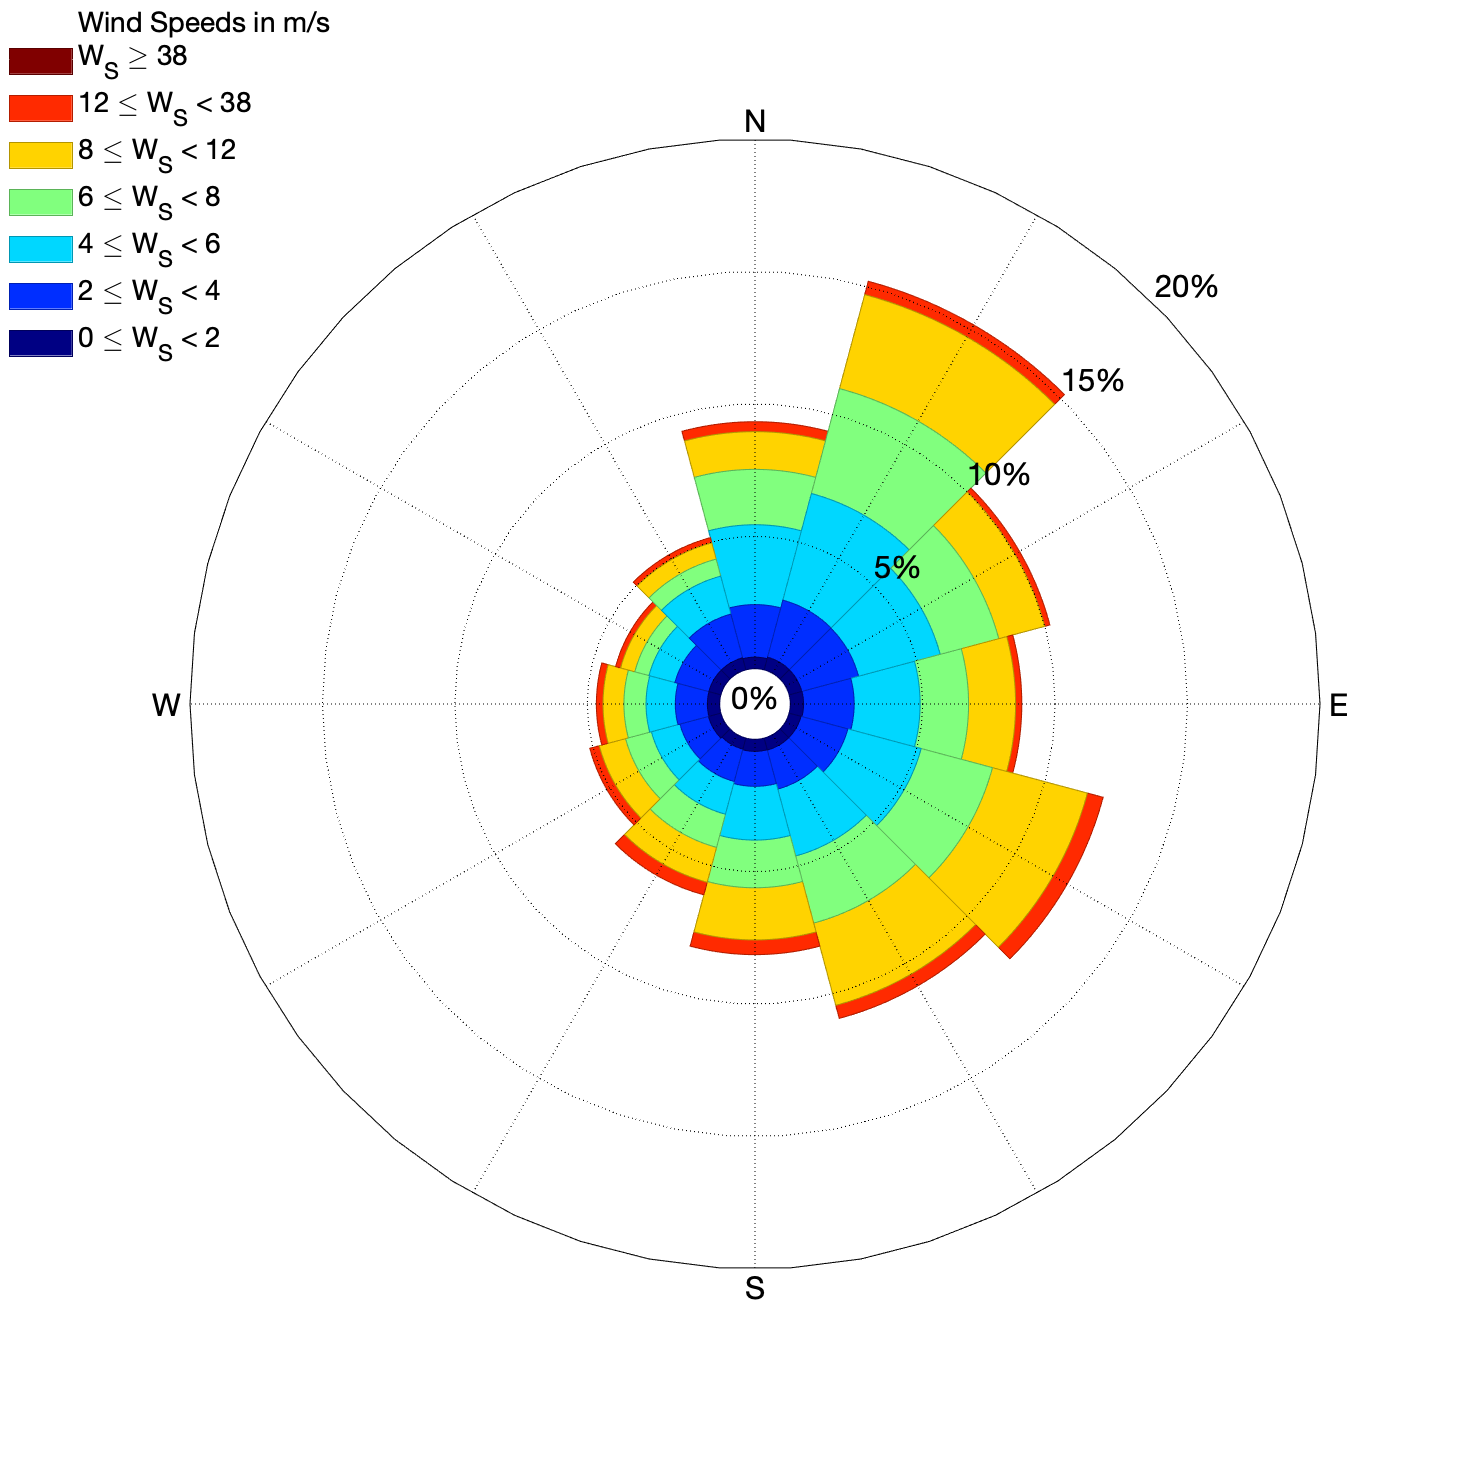 Wind Speeds in m/s
W_S ≥ 38
12 ≤ W_S < 38
8 ≤ W_S < 12
6 ≤ W_S < 8
4 ≤ W_S < 6
2 ≤ W_S < 4
0 ≤ W_S < 2
N
20%
15%
10%
5%
0%
W
E
S